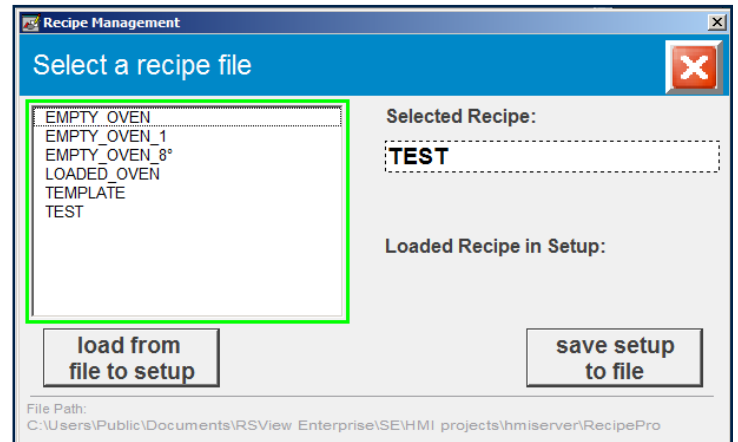 Recipe Management
Select a recipe file
EMPTY_OVEN
EMPTY_OVEN_1
EMPTY_OVEN_8°
LOADED_OVEN
TEMPLATE
TEST
Selected Recipe:
TEST
Loaded Recipe in Setup:
load from
file to setup
save setup
to file
File Path:
C:\Users\Public\Documents\RSView Enterprise\SE\HMI projects\hmiserver\RecipePro